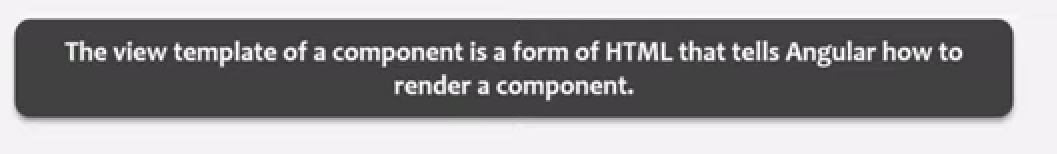 The view template of a component is a form of HTML that tells Angular how to
render a component.